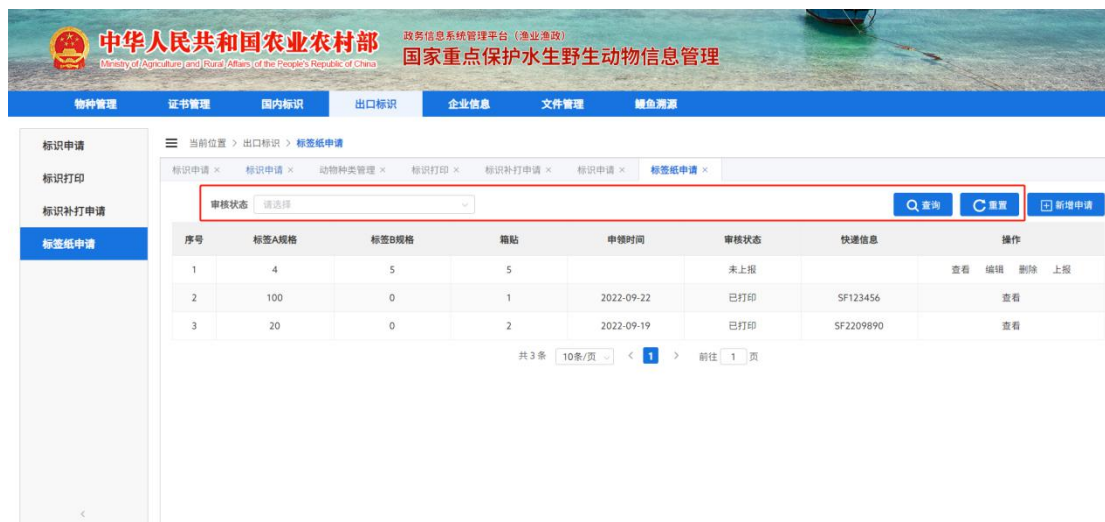 中华人民共和国农业农村部
Ministry of Agriculture and Rural Affairs of the People's Republic of China
政务信息系统管理平台（渔业渔政）
国家重点保护水生野生动物信息管理
物种管理 证书管理 国内标识 出口标识 企业信息 文件管理 鳗鱼溯源
标识申请
标识打印
标识补打申请
标签纸申请
当前位置 > 出口标识 > 标签纸申请
标识申请 × 标识申请 × 动物种类管理 × 标识打印 × 标识补打申请 × 标识申请 × 标签纸申请 ×
审核状态 请选择 查询 重置 新增申请
序号 标签A规格 标签B规格 箱贴 申领时间 审核状态 快递信息 操作
1 4 5 5 未上报 查看 编辑 删除 上报
2 100 0 1 2022-09-22 已打印 SF123456 查看
3 20 0 2 2022-09-19 已打印 SF2209890 查看
共 3 条 10条/页 < 1 > 前往 1 页